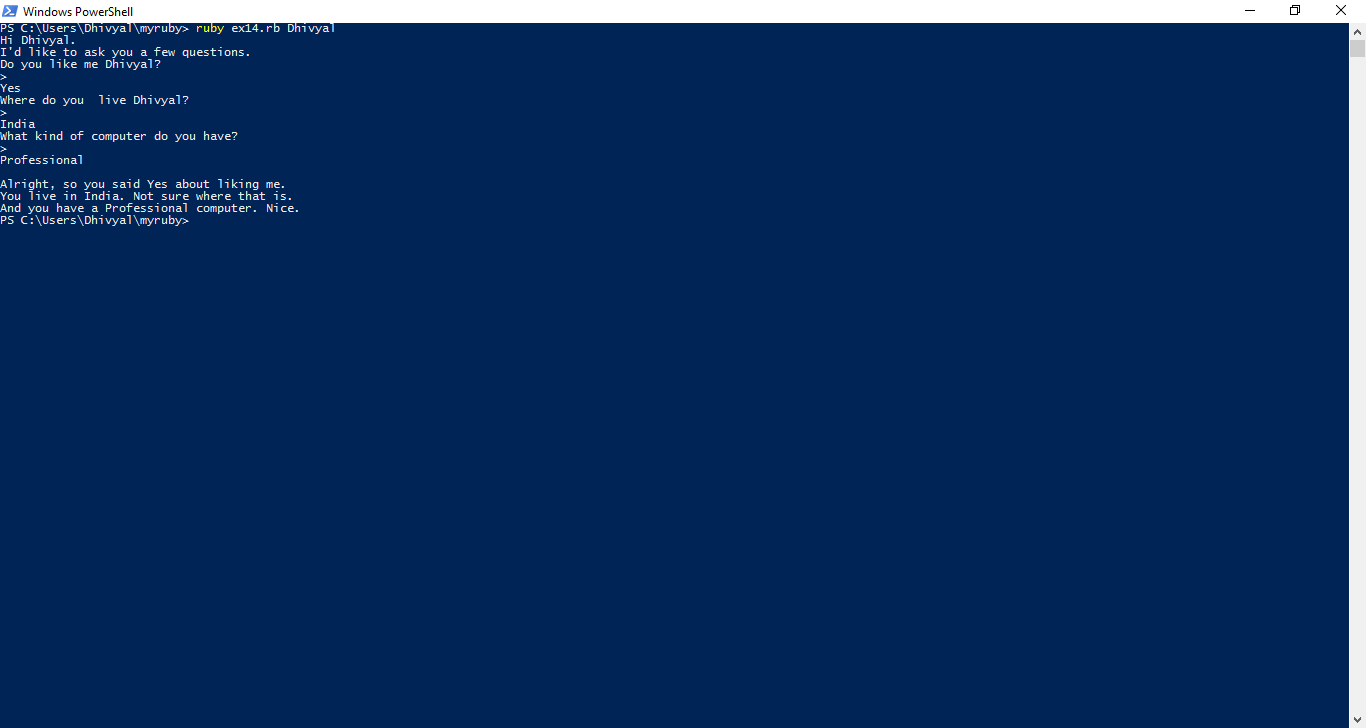 Windows PowerShell
PS C:\Users\Dhivyal\myruby> ruby ex14.rb Dhivyal
Hi Dhivyal.
I'd like to ask you a few questions.
Do you like me Dhivyal?
>
Yes
Where do you  live Dhivyal?
>
India
What kind of computer do you have?
>
Professional
Alright, so you said Yes about liking me.
You live in India. Not sure where that is.
And you have a Professional computer. Nice.
PS C:\Users\Dhivyal\myruby>